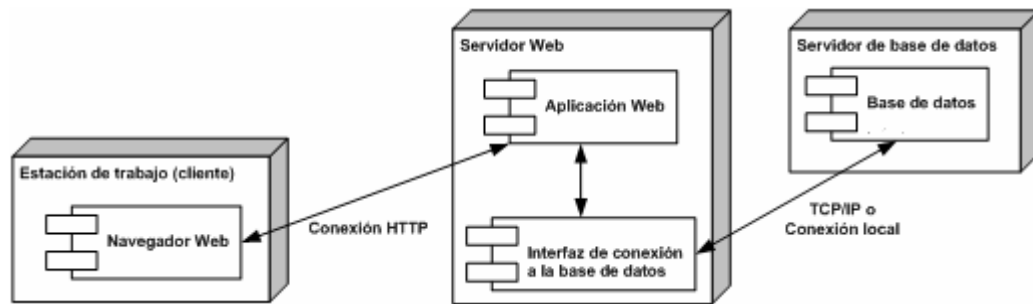 Estación de trabajo (cliente)
Navegador Web
Conexión HTTP
Servidor Web
Aplicación Web
Interfaz de conexión
a la base de datos
TCP/IP o
Conexión local
Servidor de base de datos
Base de datos